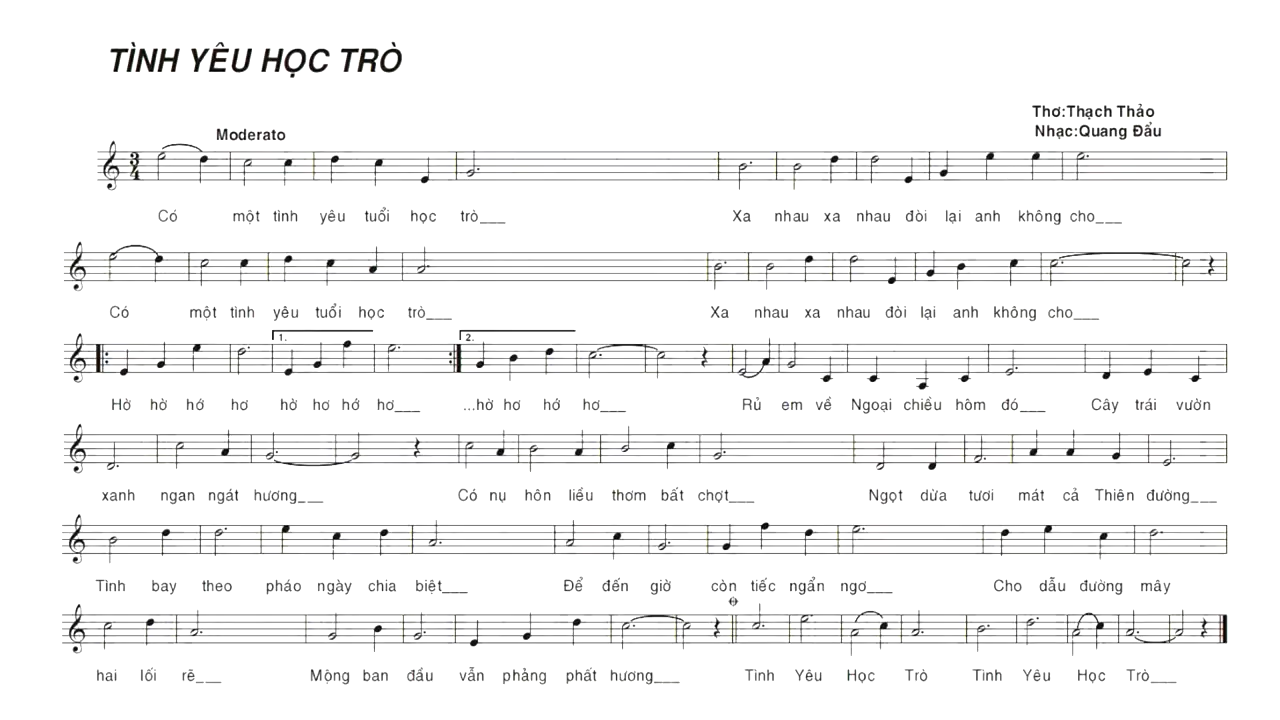 TÌNH YÊU HỌC TRÒ
Thơ:Thạch Thảo
Nhạc:Quang Đẩu
Moderato
3
4
Có một tình yêu tuổi học trò___ Xa nhau xa nhau đòi lại anh không cho___
Có một tình yêu tuổi học trò___ Xa nhau xa nhau đòi lại anh không cho___
1. 2.
Hờ hờ hớ hơ hờ hơ hớ hơ___ ...hờ hơ hớ hơ___ Rủ em về Ngoại chiều hôm đó___ Cây trái vườn
xanh ngan ngát hương___ Có nụ hôn liều thơm bất chợt___ Ngọt dừa tươi mát cả Thiên đường___
Tình bay theo pháo ngày chia biệt___ Để đến giờ còn tiếc ngẩn ngơ___ Cho dẫu đường mây
hai lối rẽ___ Mộng ban đầu vẫn phảng phất hương___ Tình Yêu Học Trò Tình Yêu Học Trò___